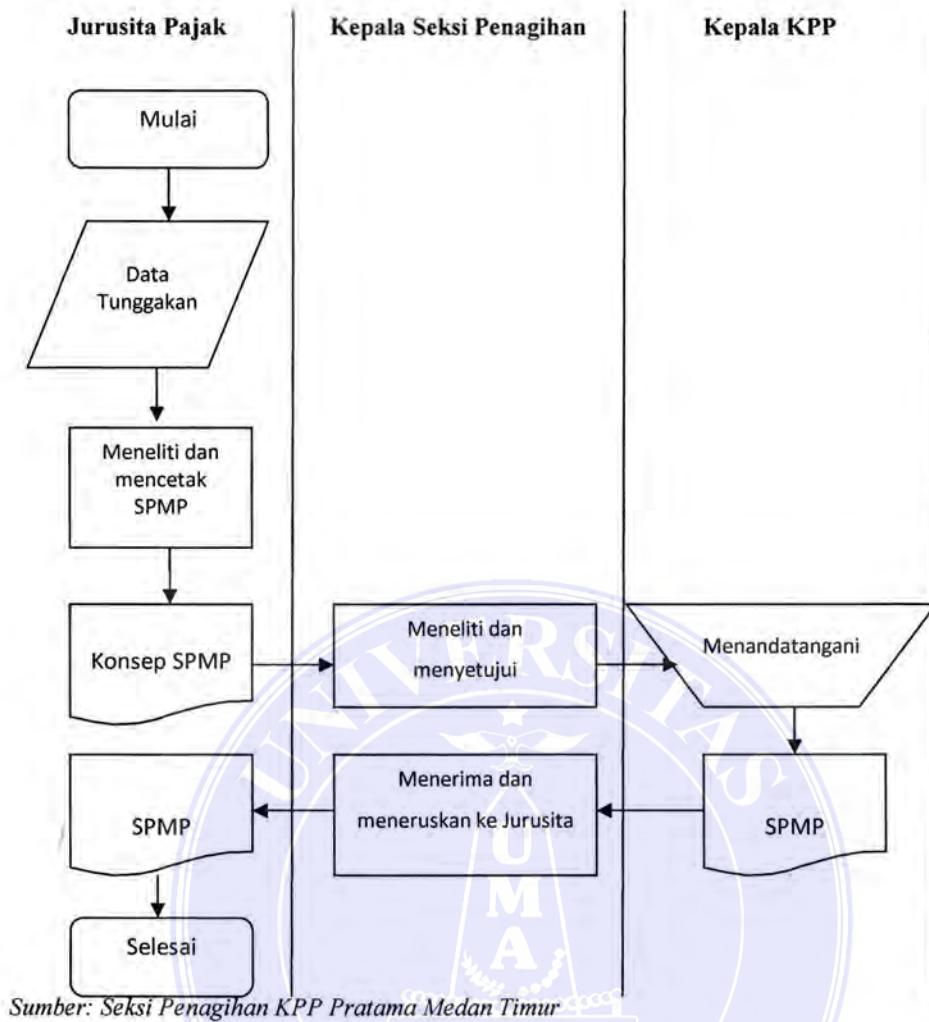 Jurusita Pajak
Kepala Seksi Penagihan
Kepala KPP
Mulai
Data
Tunggakan
Meneliti dan
mencetak
SPMP
Konsep SPMP
Meneliti dan
menyetujui
Menandatangani
SPMP
Menerima dan
meneruskan ke Jurusita
SPMP
Selesai
UNIVERSITAS
U
M
A
Sumber: Seksi Penagihan KPP Pratama Medan Timur